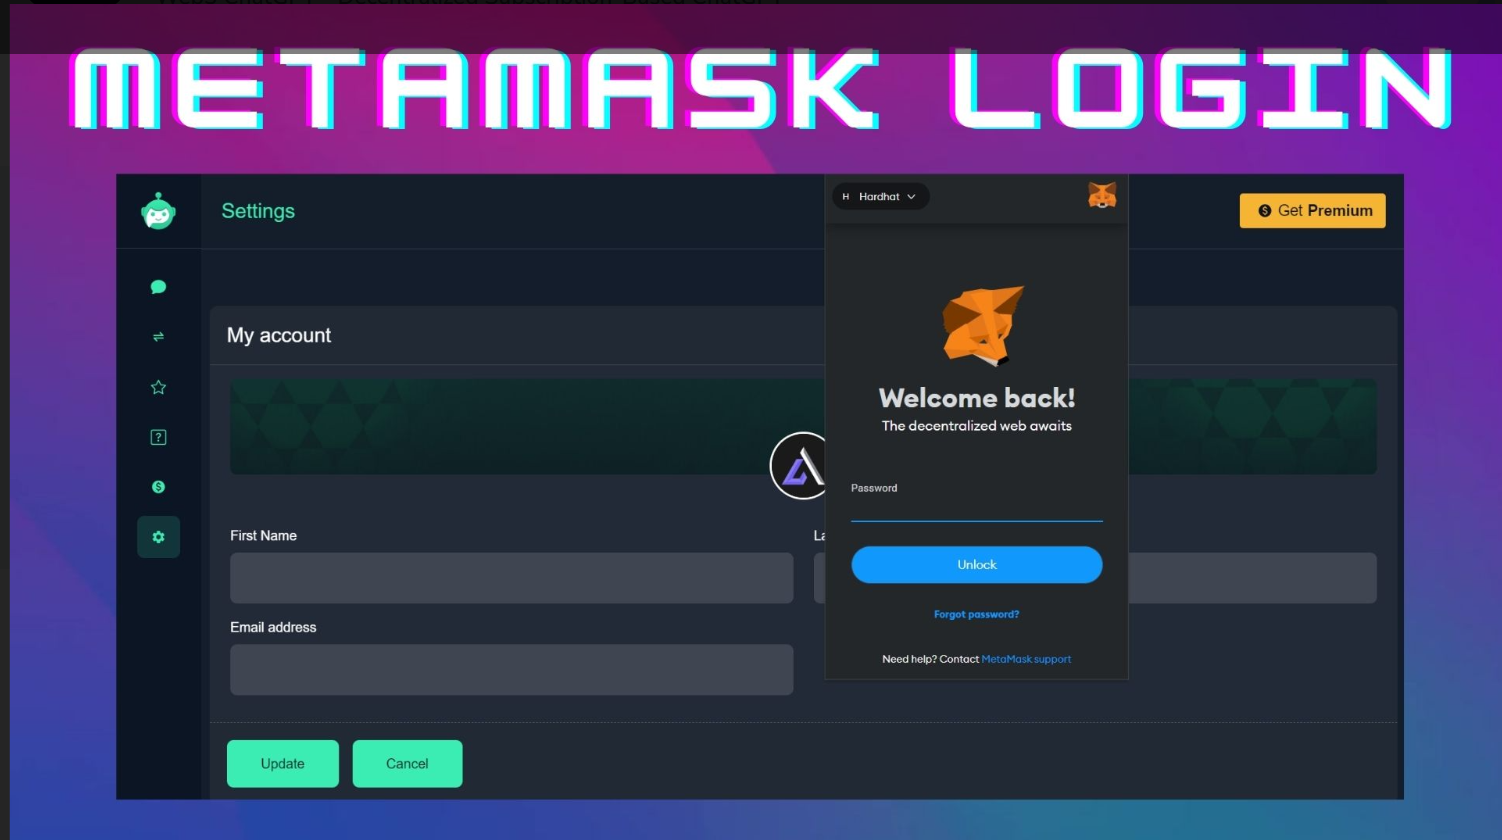 METAMASK LOGIN
Settings
H Hardhat
Get Premium
My account
Welcome back!
The decentralized web awaits
Password
First Name
La
Unlock
Forgot password?
Email address
Need help? Contact MetaMask support
Update
Cancel